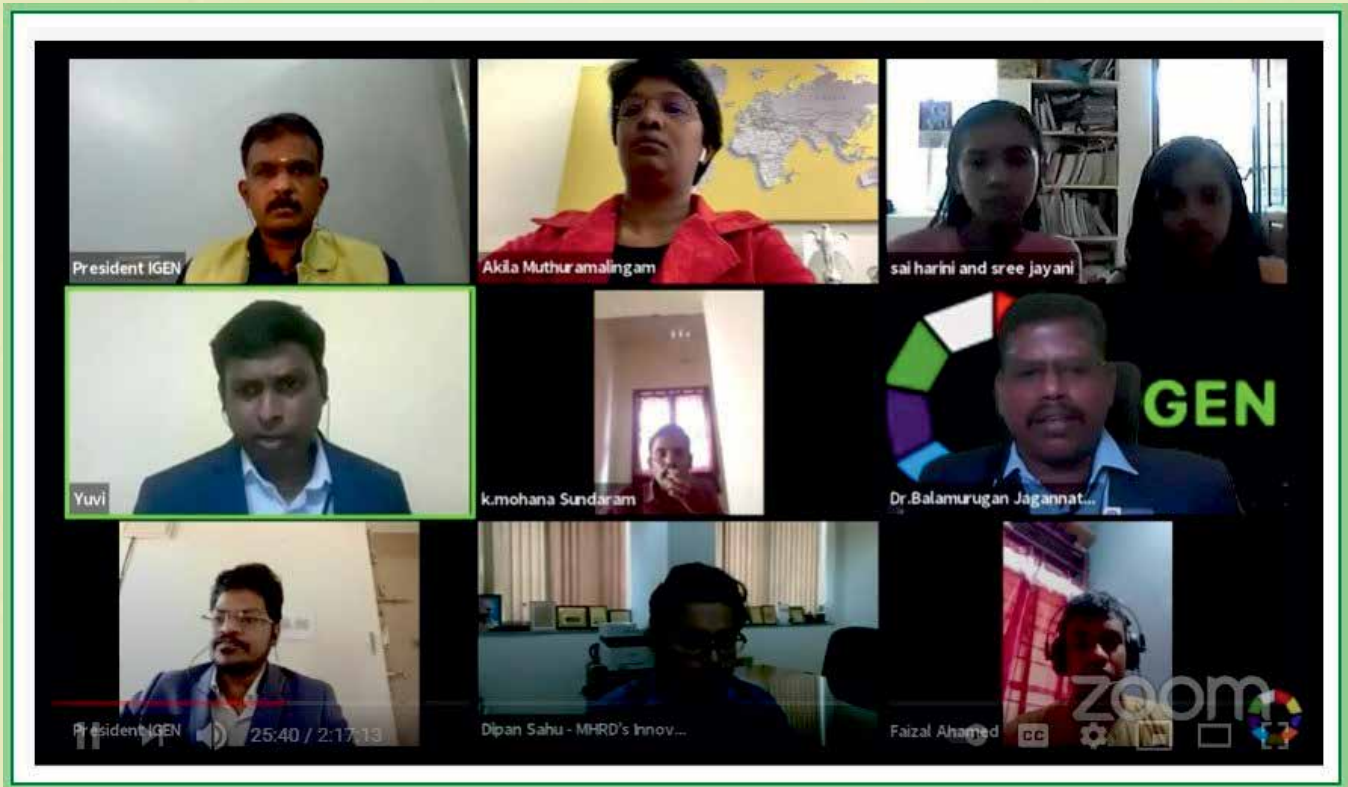 President IGEN
Akila Muthuramalingam
sai harini and sree jayani
Yuvi
k.mohana Sundaram
GEN
Dr.Balamurugan Jagannat...
President IGEN
25:40 / 2:17:13
Dipan Sahu - MHRD's Innov...
Faizal Ahamed
zoom
CC